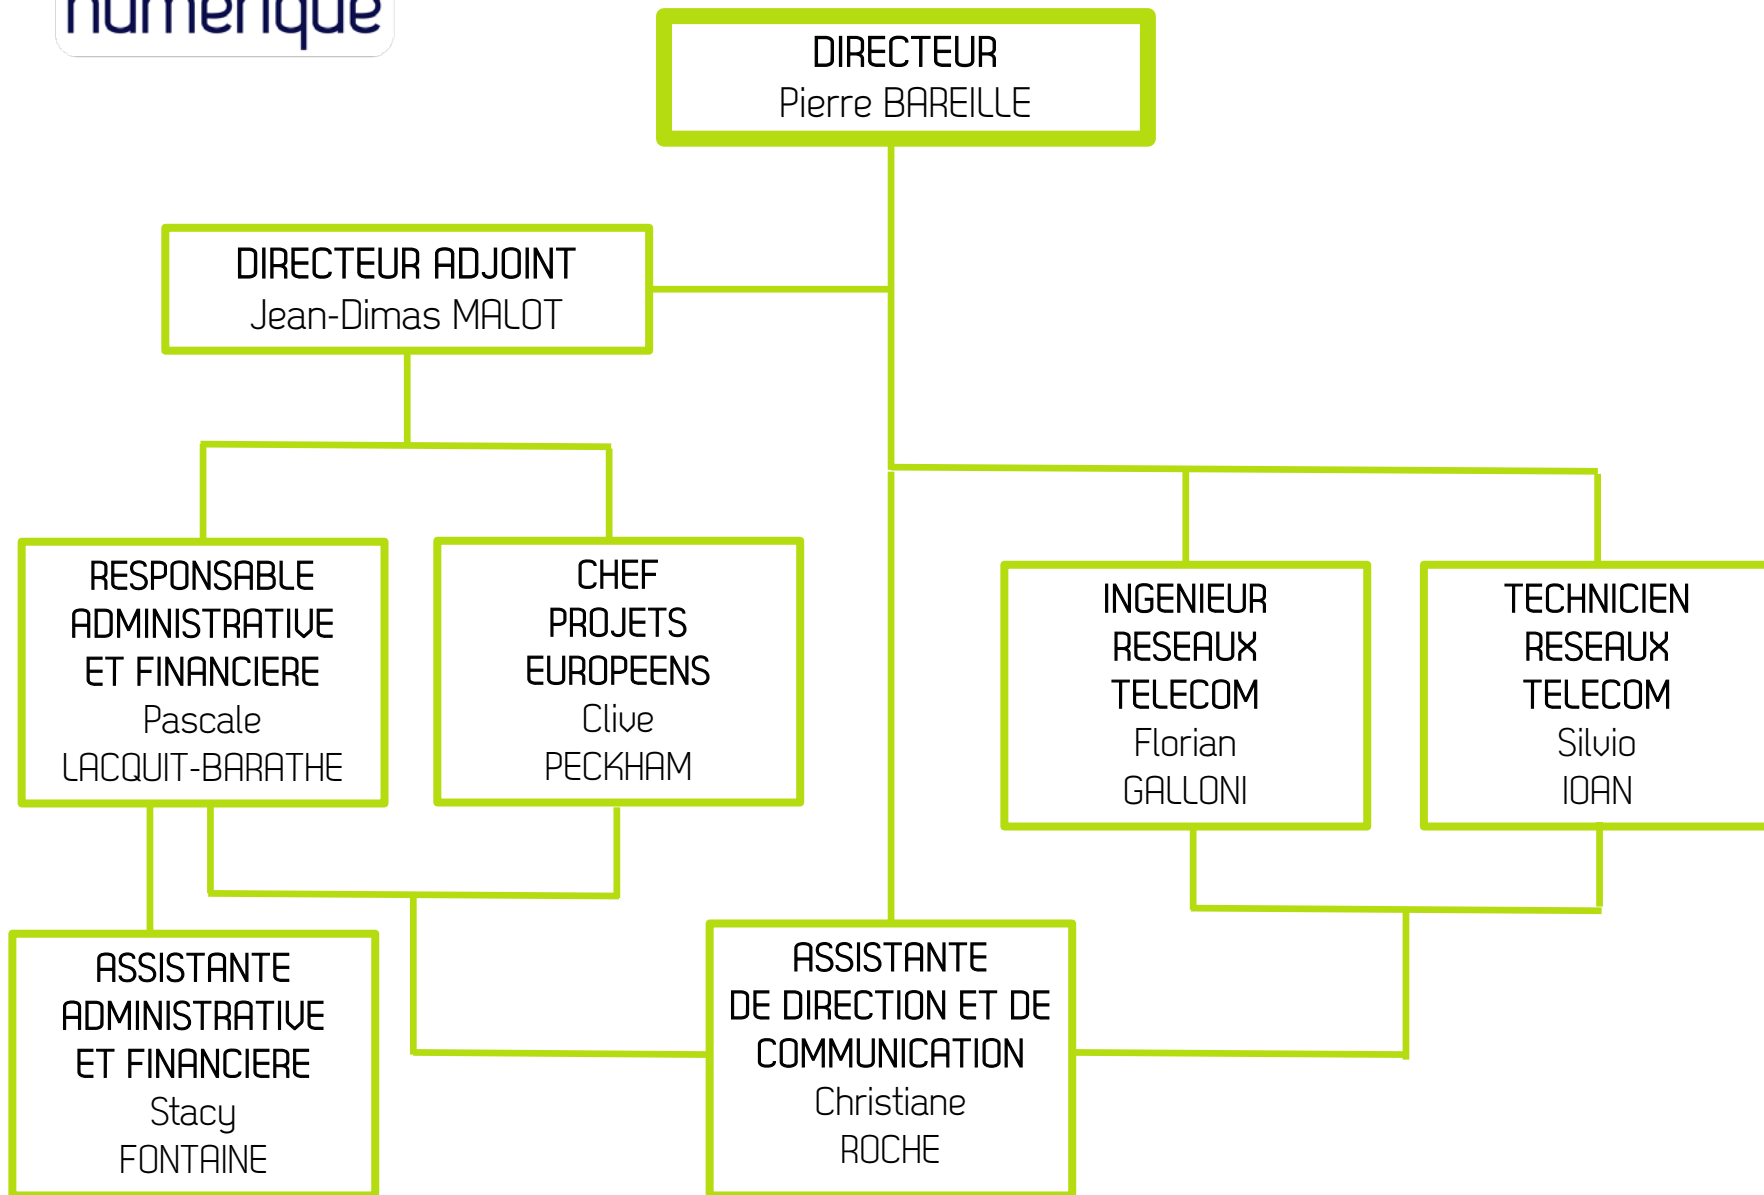 numérique
DIRECTEUR
Pierre BAREILLE
DIRECTEUR ADJOINT
Jean-Dimas MALOT
RESPONSABLE
ADMINISTRATIVE
ET FINANCIERE
Pascale
LACQUIT-BARATHE
CHEF
PROJETS
EUROPEENS
Clive
PECKHAM
INGENIEUR
RESEAUX
TELECOM
Florian
GALLONI
TECHNICIEN
RESEAUX
TELECOM
Silvio
IOAN
ASSISTANTE
ADMINISTRATIVE
ET FINANCIERE
Stacy
FONTAINE
ASSISTANTE
DE DIRECTION ET DE
COMMUNICATION
Christiane
ROCHE